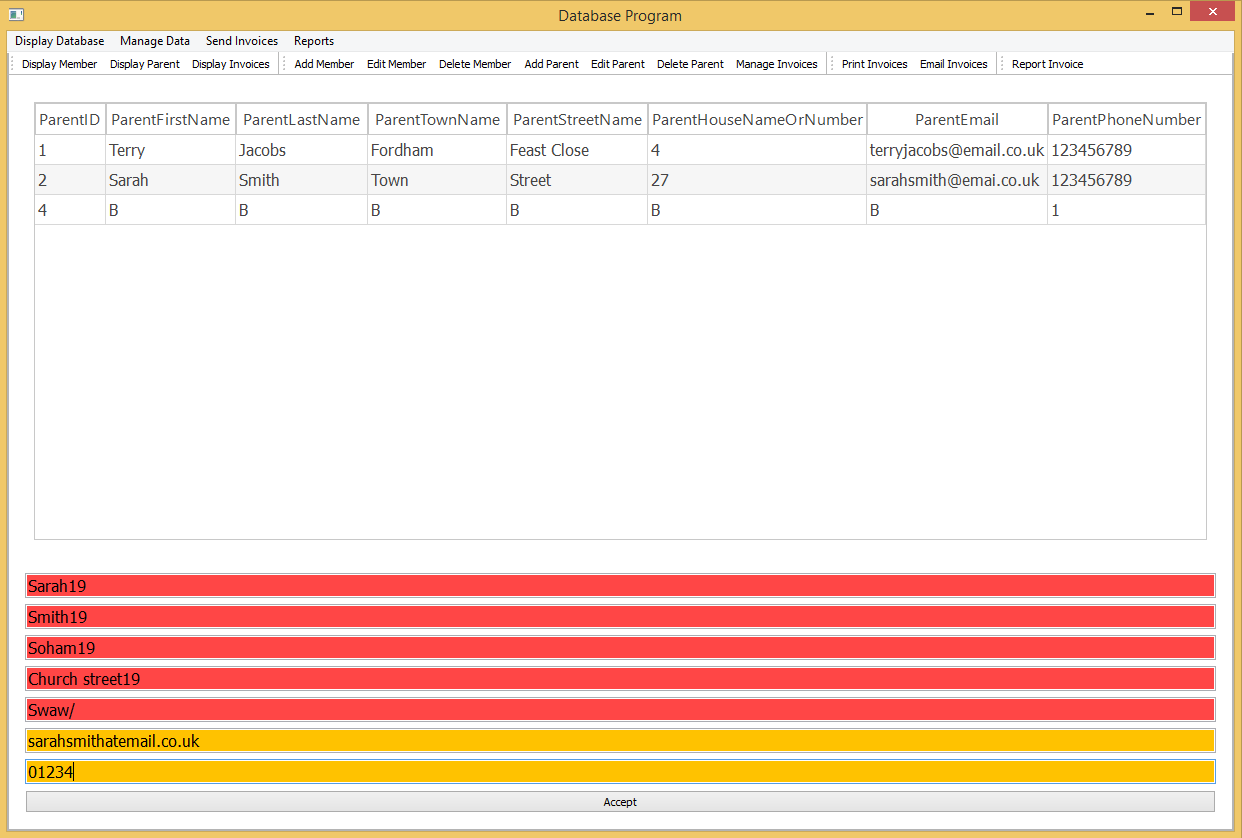 Database Program
Display Database Manage Data Send Invoices Reports
Display Member Display Parent Display Invoices Add Member Edit Member Delete Member Add Parent Edit Parent Delete Parent Manage Invoices Print Invoices Email Invoices Report Invoice
ParentID ParentFirstName ParentLastName ParentTownName ParentStreetName ParentHouseNameOrNumber ParentEmail ParentPhoneNumber
1 Terry Jacobs Fordham Feast Close 4 terryjacobs@email.co.uk 123456789
2 Sarah Smith Town Street 27 sarahsmith@emai.co.uk 123456789
4 B B B B B B 1
Sarah19
Smith19
Soham19
Church street19
Swaw/
sarahsmithatemail.co.uk
01234
Accept